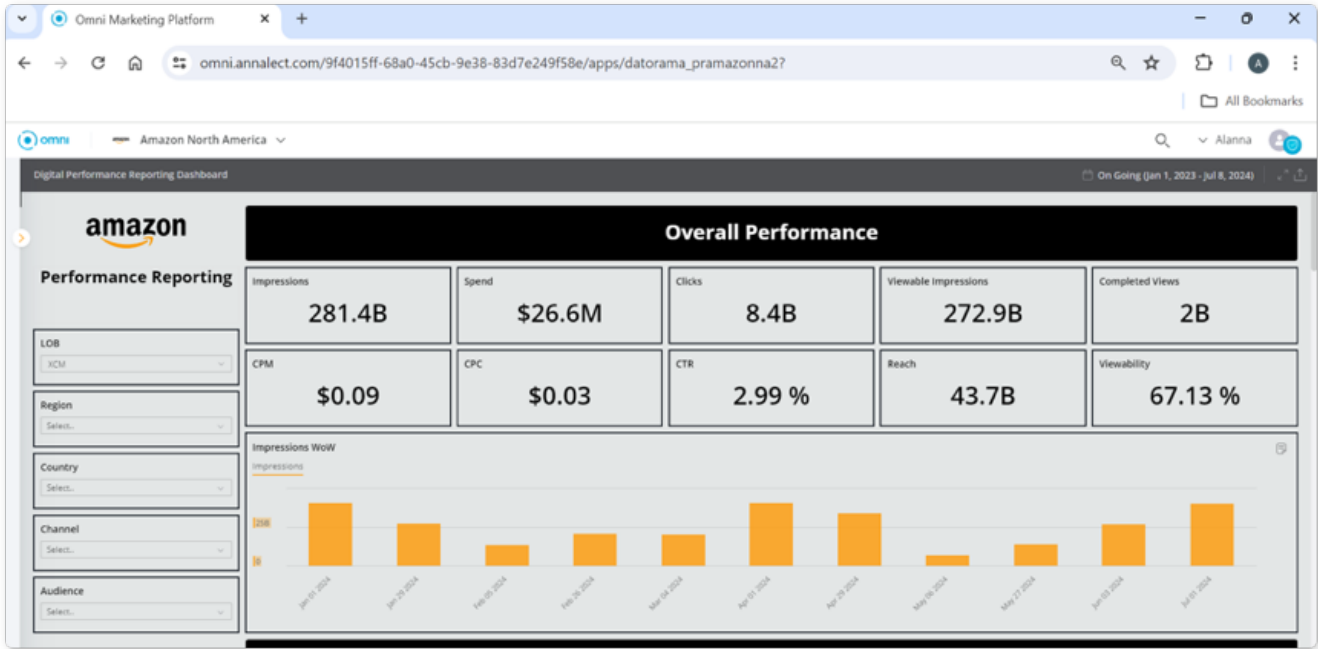 Omni Marketing Platform
omni.annalect.com/9f4015ff-68a0-45cb-9e38-83d7e249f58e/apps/datorama_pramazonna2?
A
All Bookmarks
omni
Amazon North America
Alanna
Digital Performance Reporting Dashboard
On Going (Jan 1, 2023 - Jul 8, 2024)
amazon
Performance Reporting
LOB
XCM
Region
Select..
Country
Select..
Channel
Select..
Audience
Select..
Overall Performance
Impressions
281.4B
Spend
$26.6M
Clicks
8.4B
Viewable Impressions
272.9B
Completed Views
2B
CPM
$0.09
CPC
$0.03
CTR
2.99 %
Reach
43.7B
Viewability
67.13 %
Impressions WoW
Impressions
25B
0
Jan 01 2024
Jan 29 2024
Feb 05 2024
Feb 26 2024
Mar 04 2024
Apr 01 2024
Apr 29 2024
May 06 2024
May 27 2024
Jun 03 2024
Jul 01 2024